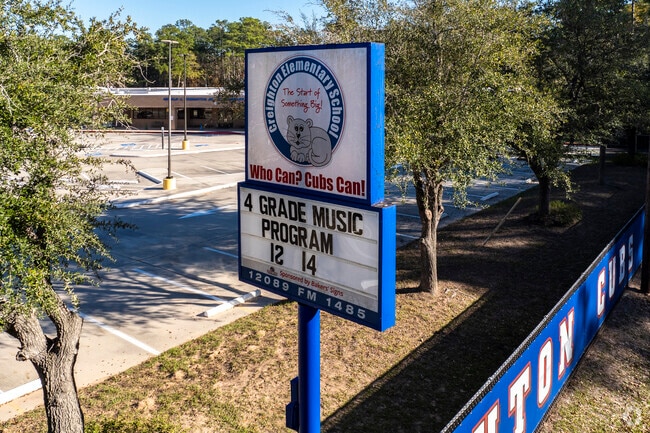 Creighton Elementary School
The Start of
Something Big!
Who Can? Cubs Can!
4 GRADE MUSIC
PROGRAM
12 14
Sponsored by Bakers' Signs
12089 FM 1485
TON CUBS